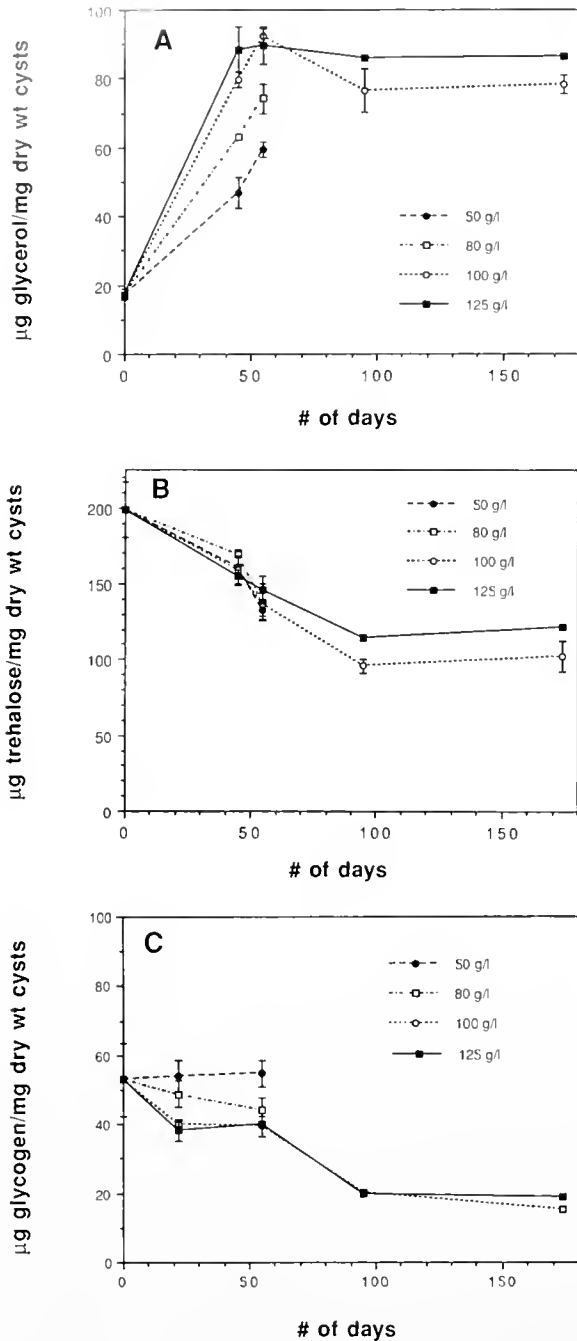 A
100
80
60
40
20
0
µg glycerol/mg dry wt cysts
50 g/l
80 g/l
100 g/l
125 g/l
0 50 100 150
# of days
B
200
150
100
50
0
µg trehalose/mg dry wt cysts
50 g/l
80 g/l
100 g/l
125 g/l
0 50 100 150
# of days
C
100
80
60
40
20
0
µg glycogen/mg dry wt cysts
50 g/l
80 g/l
100 g/l
125 g/l
0 50 100 150
# of days